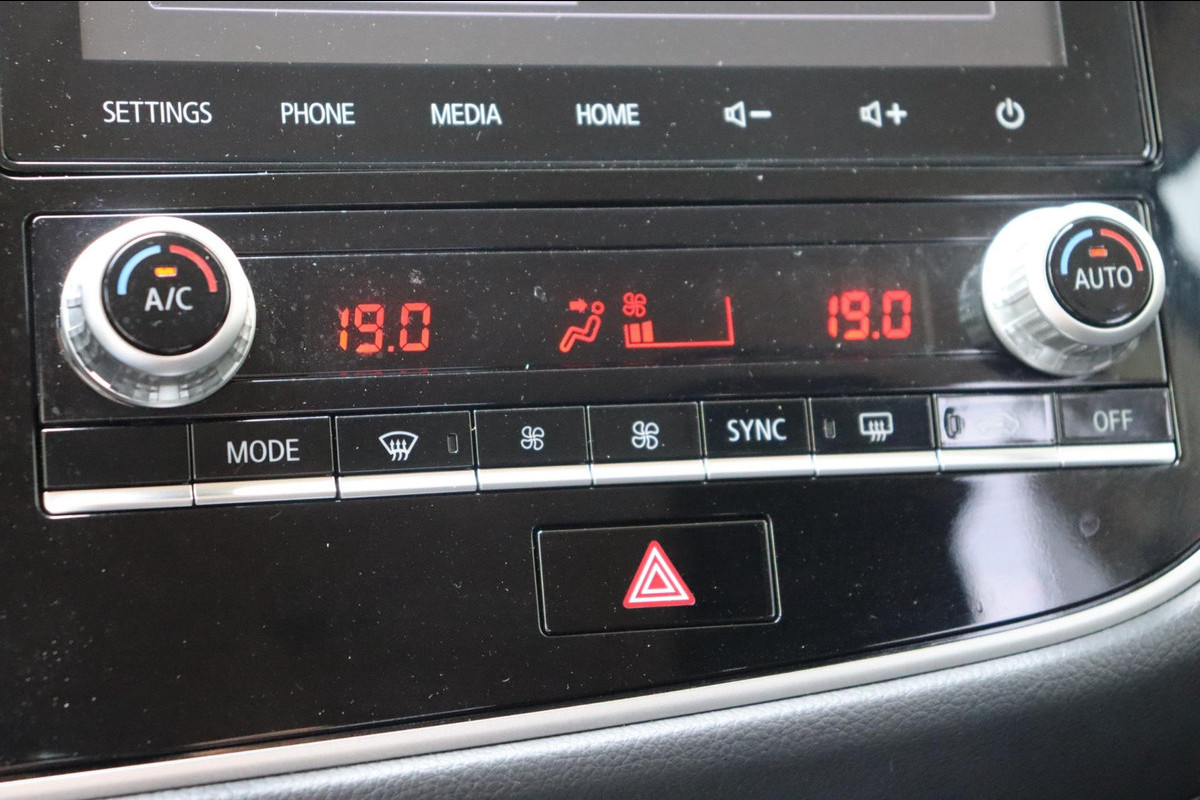 SETTINGS PHONE MEDIA HOME
A/C 19.0 19.0 AUTO
MODE SYNC OFF